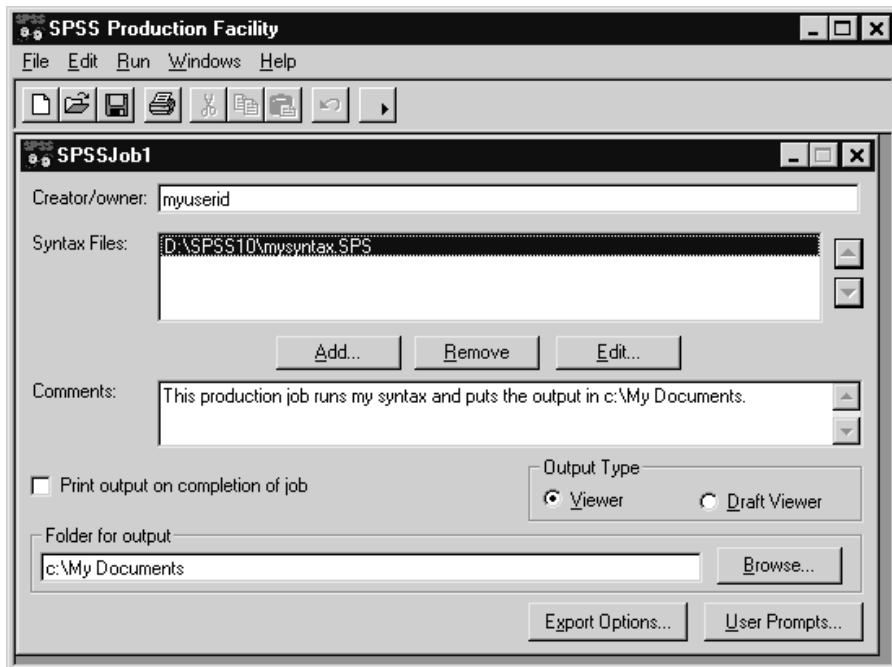 SPSS SPSS Production Facility
File Edit Run Windows Help
SPSS SPSSJob1
Creator/owner: myuserid
Syntax Files: D:\SPSS10\mysyntax.SPS
Add... Remove Edit...
Comments: This production job runs my syntax and puts the output in c:\My Documents.
Print output on completion of job
Output Type
Viewer Draft Viewer
Folder for output
c:\My Documents Browse...
Export Options... User Prompts...